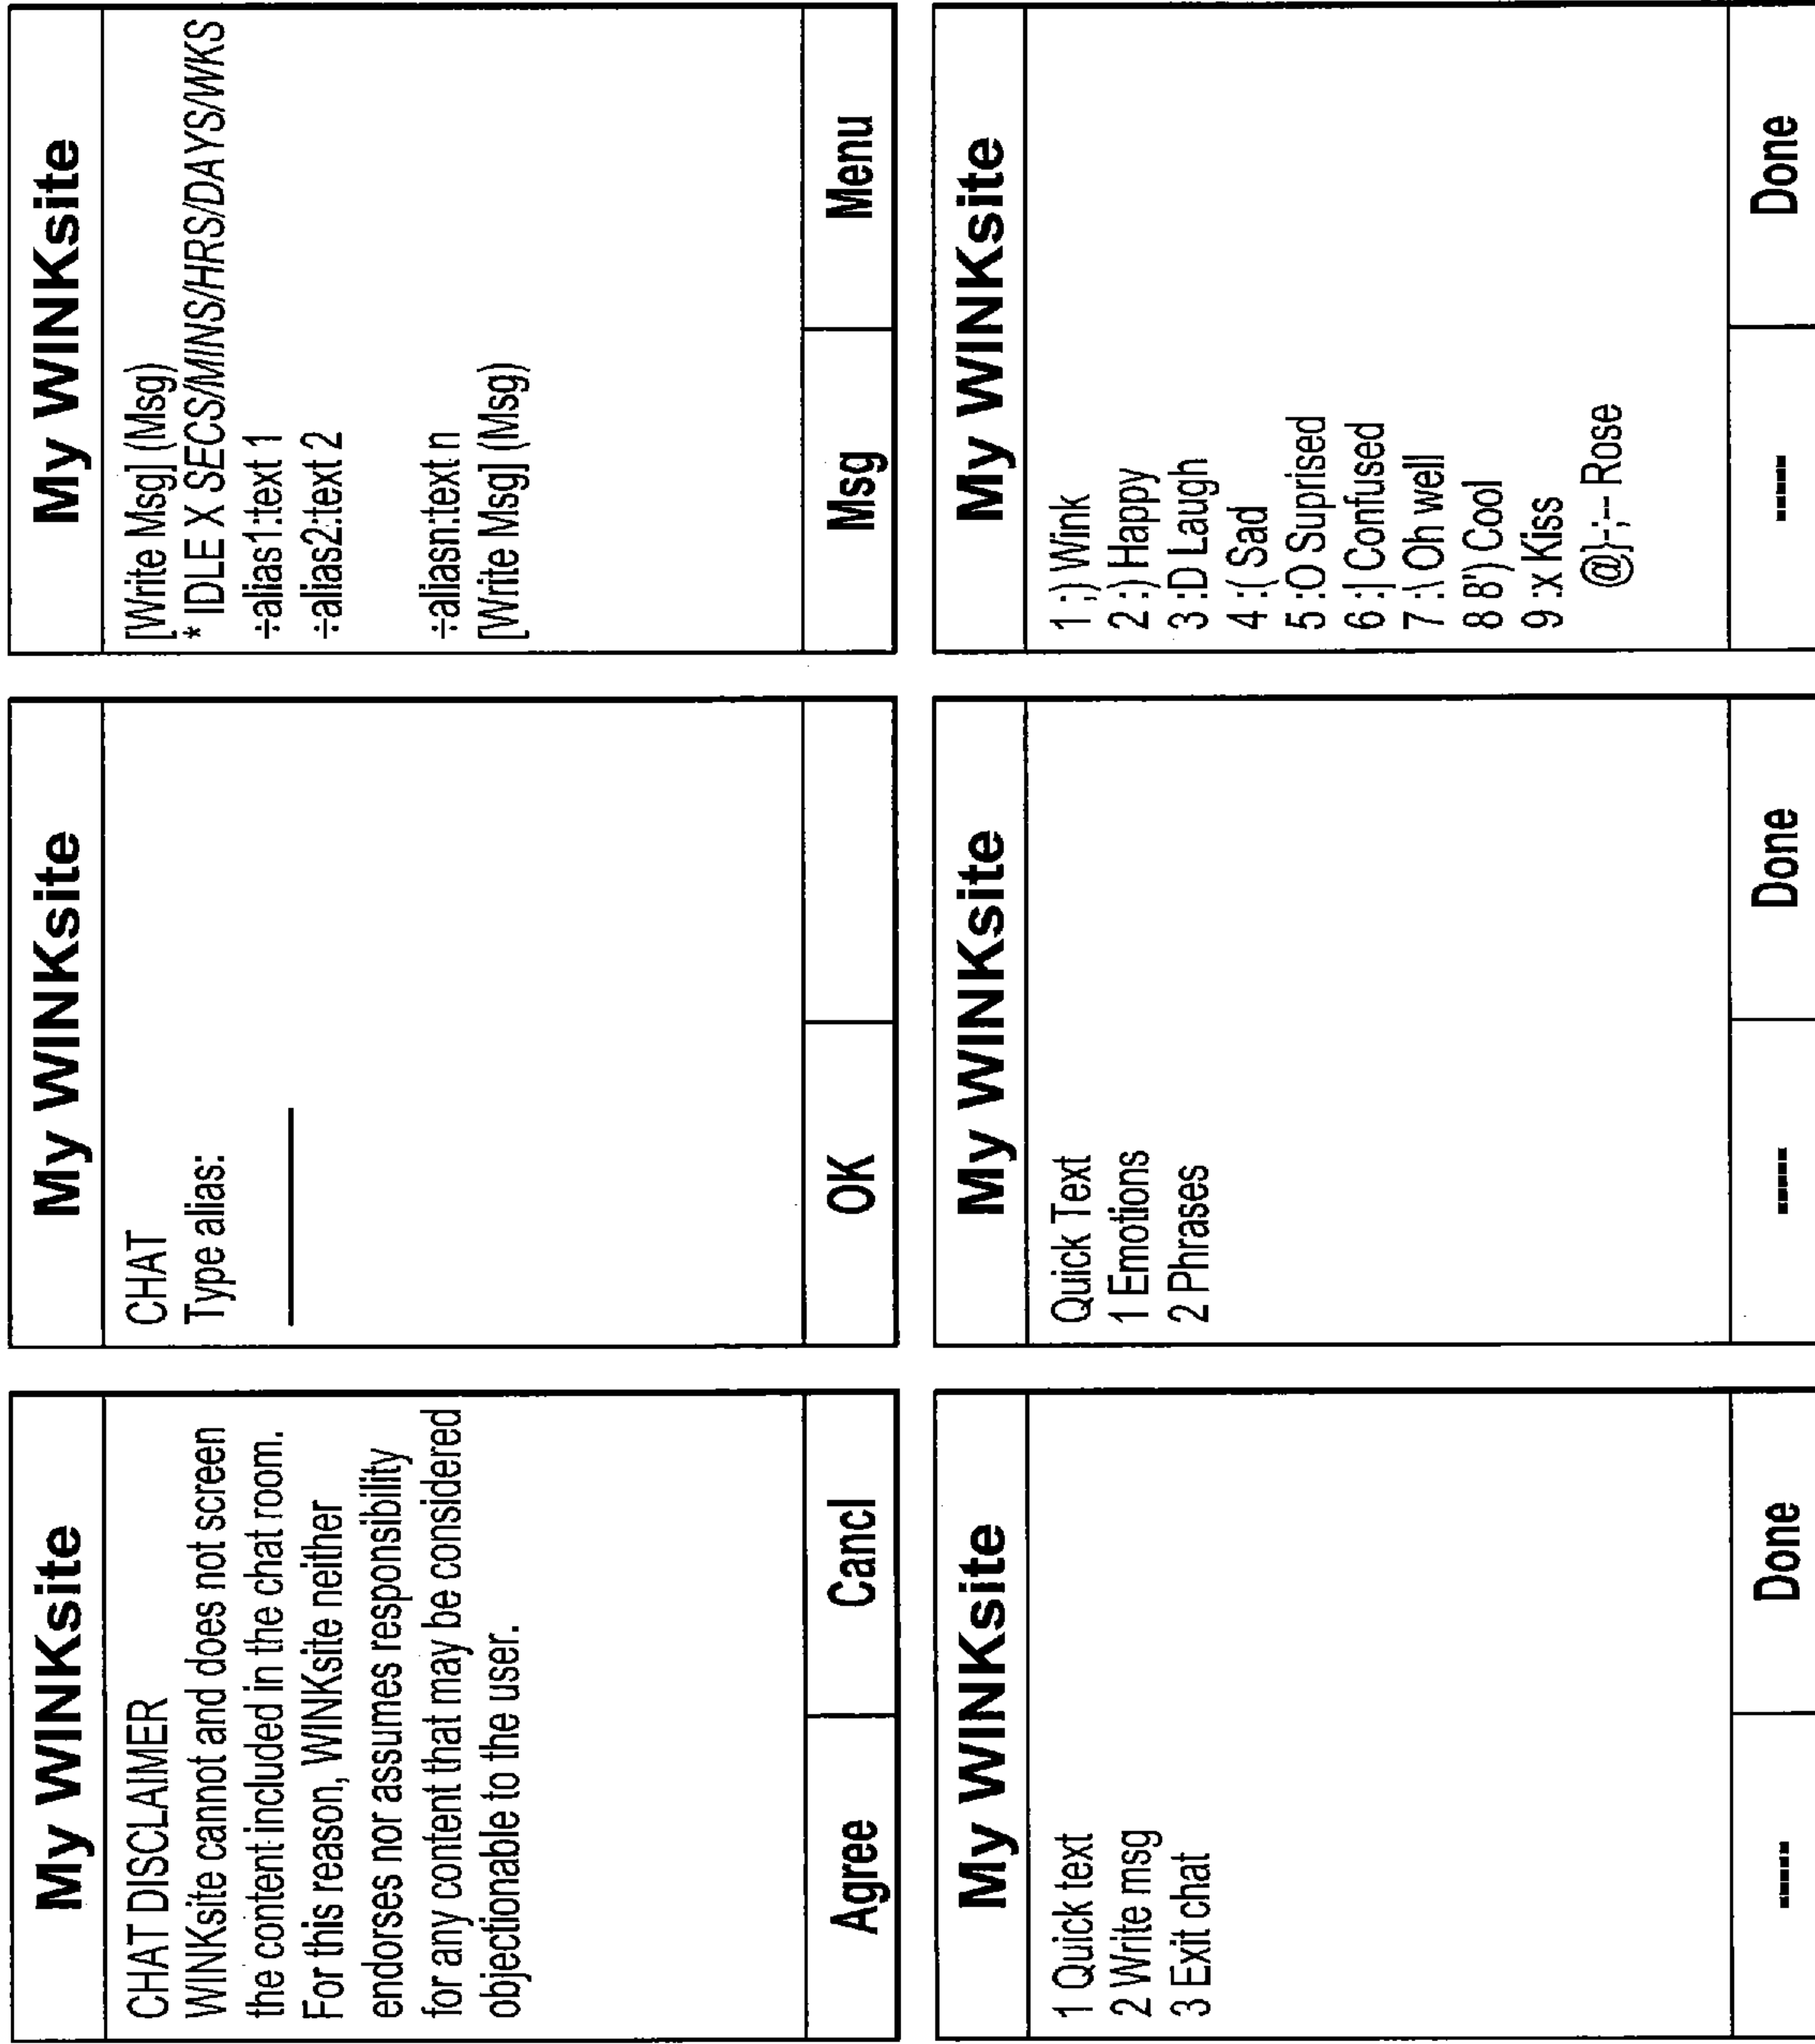 My WINKsite
CHAT DISCLAIMER
WINKsite cannot and does not screen
the content included in the chat room.
For this reason, WINKsite neither
endorses nor assumes responsibility
for any content that may be considered
objectionable to the user.
Agree
Cancl
My WINKsite
CHAT
Type alias:
OK
My WINKsite
[Write Msg] (Msg)
* IDLE X SECS/MINS/HRS/DAYS/WKS
÷alias1:text 1
÷alias2:text 2
÷aliasn:text n
[Write Msg] (Msg)
Msg
Menu
My WINKsite
1 Quick text
2 Write msg
3 Exit chat
-----
Done
My WINKsite
Quick Text
1 Emotions
2 Phrases
-----
Done
My WINKsite
1 ;) Wink
2 :) Happy
3 :D Laugh
4 :( Sad
5 :O Suprised
6 :] Confused
7 :\ Oh well
8 8') Cool
9 :x Kiss
@}-;-- Rose
-----
Done